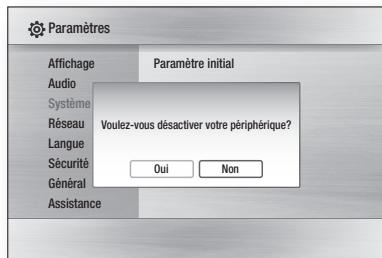 Paramètres
Affichage
Paramètre initial
Audio
Système
Réseau
Langue
Sécurité
Général
Assistance
Voulez-vous désactiver votre périphérique?
Oui
Non